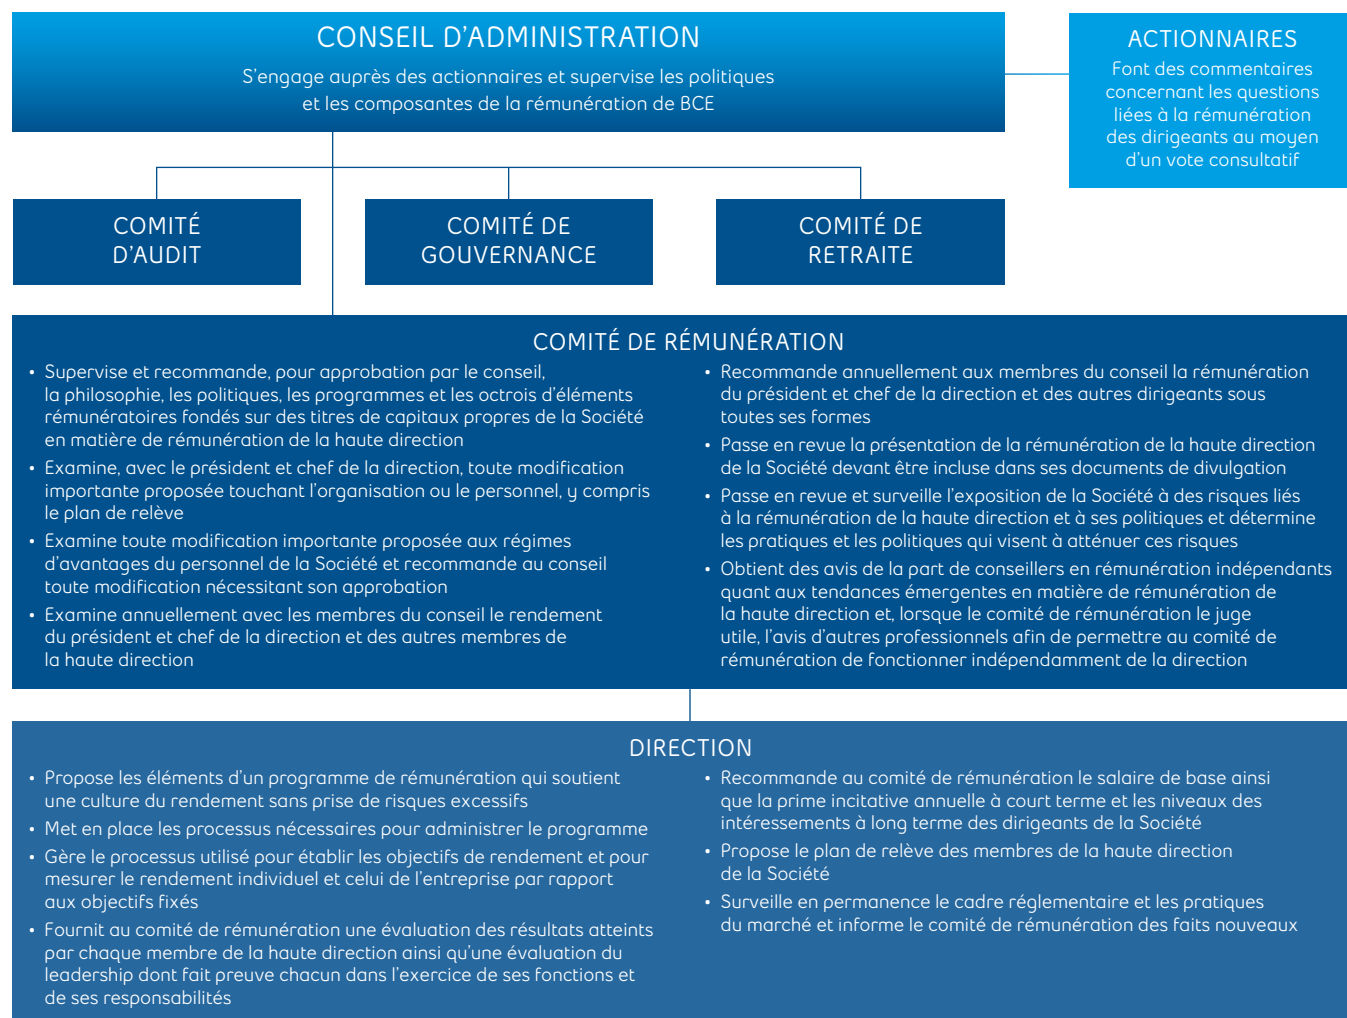 CONSEIL D'ADMINISTRATION
S'engage auprès des actionnaires et supervise les politiques
et les composantes de la rémunération de BCE
ACTIONNAIRES
Font des commentaires
concernant les questions
liées à la rémunération
des dirigeants au moyen
d'un vote consultatif
COMITÉ
D'AUDIT
COMITÉ DE
GOUVERNANCE
COMITÉ DE
RETRAITE
COMITÉ DE RÉMUNÉRATION
• Supervise et recommande, pour approbation par le conseil,
la philosophie, les politiques, les programmes et les octrois d'éléments
rémunératoires fondés sur des titres de capitaux propres de la Société
en matière de rémunération de la haute direction
• Examine, avec le président et chef de la direction, toute modification
importante proposée touchant l'organisation ou le personnel, y compris
le plan de relève
• Examine toute modification importante proposée aux régimes
d'avantages du personnel de la Société et recommande au conseil
toute modification nécessitant son approbation
• Examine annuellement avec les membres du conseil le rendement
du président et chef de la direction et des autres membres de
la haute direction
• Recommande annuellement aux membres du conseil la rémunération
du président et chef de la direction et des autres dirigeants sous
toutes ses formes
• Passe en revue la présentation de la rémunération de la haute direction
de la Société devant être incluse dans ses documents de divulgation
• Passe en revue et surveille l'exposition de la Société à des risques liés
à la rémunération de la haute direction et à ses politiques et détermine
les pratiques et les politiques qui visent à atténuer ces risques
• Obtient des avis de la part de conseillers en rémunération indépendants
quant aux tendances émergentes en matière de rémunération de
la haute direction et, lorsque le comité de rémunération le juge
utile, l'avis d'autres professionnels afin de permettre au comité de
rémunération de fonctionner indépendamment de la direction
DIRECTION
• Propose les éléments d'un programme de rémunération qui soutient
une culture du rendement sans prise de risques excessifs
• Met en place les processus nécessaires pour administrer le programme
• Gère le processus utilisé pour établir les objectifs de rendement et pour
mesurer le rendement individuel et celui de l'entreprise par rapport
aux objectifs fixés
• Fournit au comité de rémunération une évaluation des résultats atteints
par chaque membre de la haute direction ainsi qu'une évaluation du
leadership dont fait preuve chacun dans l'exercice de ses fonctions et
de ses responsabilités
• Recommande au comité de rémunération le salaire de base ainsi
que la prime incitative annuelle à court terme et les niveaux des
intéressements à long terme des dirigeants de la Société
• Propose le plan de relève des membres de la haute direction
de la Société
• Surveille en permanence le cadre réglementaire et les pratiques
du marché et informe le comité de rémunération des faits nouveaux